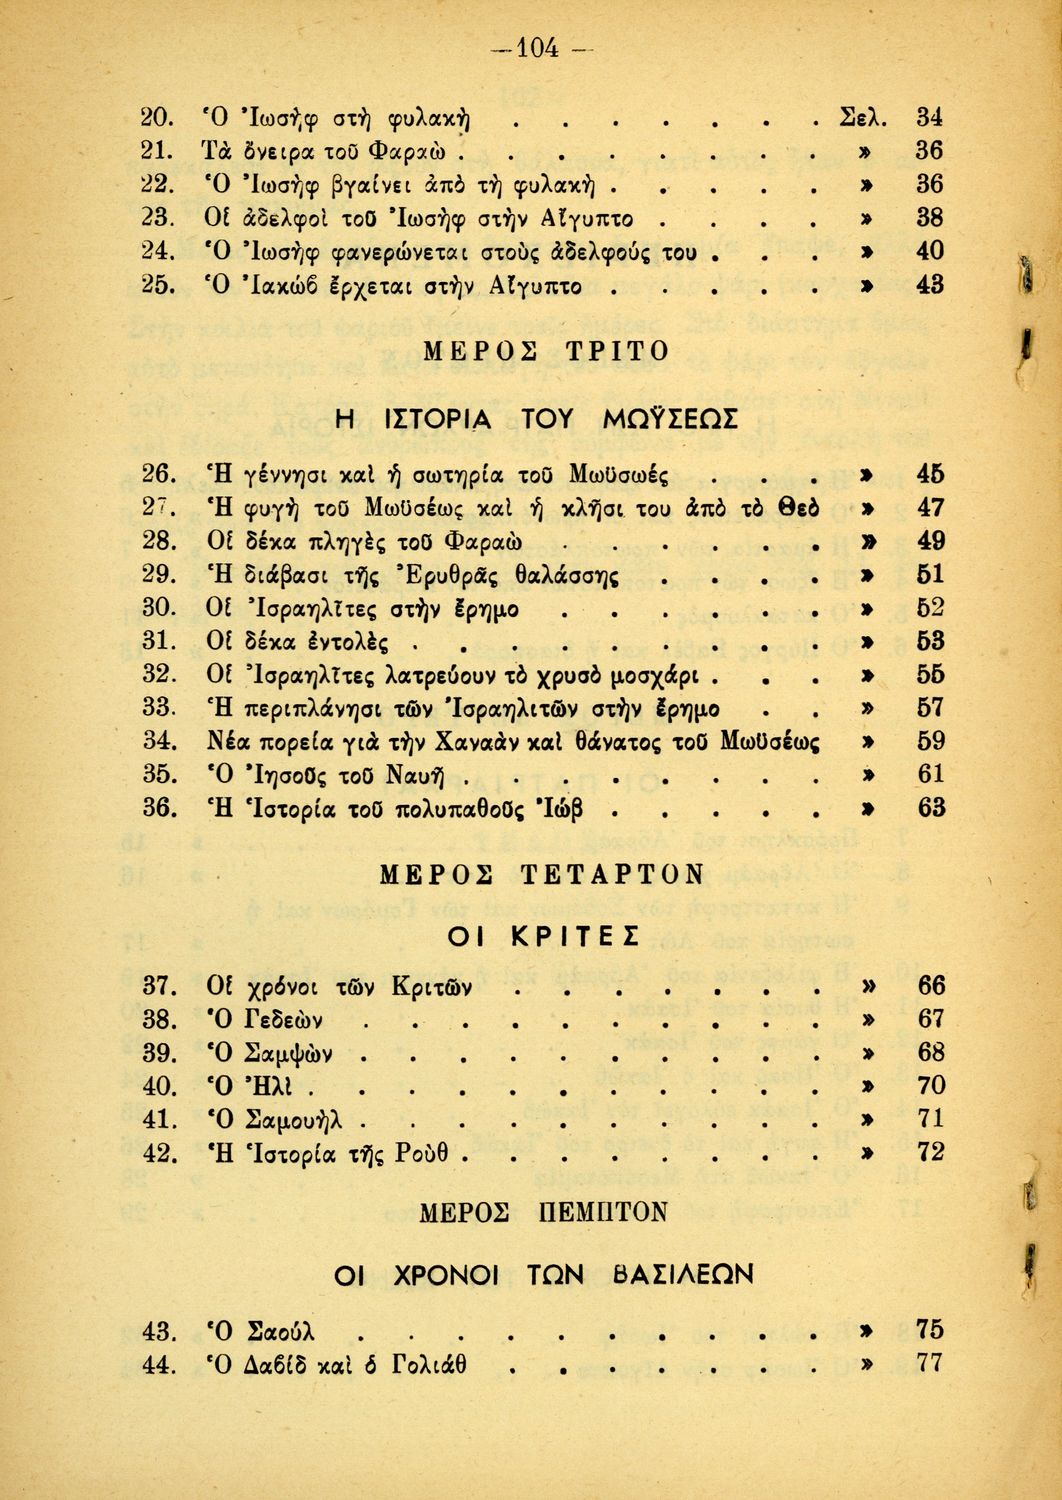 —104 —
20. Ὁ Ἰωσὴφ στὴ φυλακὴ . . . . . . . Σελ. 34
21. Τὰ ὄνειρα τοῦ Φαραὼ . . . . . . . . » 36
22. Ὁ Ἰωσὴφ βγαίνει ἀπὸ τὴ φυλακὴ . . . . . » 36
23. Οἱ ἀδελφοὶ τοῦ Ἰωσὴφ στὴν Αἴγυπτο . . . . » 38
24. Ὁ Ἰωσὴφ φανερώνεται στοὺς ἀδελφούς του . . . » 40
25. Ὁ Ἰακώβ ἔρχεται στὴν Αἴγυπτο . . . . . » 43
ΜΕΡΟΣ ΤΡΙΤΟ
Η ΙΣΤΟΡΙΑ ΤΟΥ ΜΩΫΣΕΩΣ
26. Ἡ γέννησι καὶ ἡ σωτηρία τοῦ Μωϋσωές . . . » 45
27. Ἡ φυγὴ τοῦ Μωϋσέως καὶ ἡ κλῆσι του ἀπὸ τὸ Θεὸ » 47
28. Οἱ δέκα πληγὲς τοῦ Φαραὼ . . . . . . » 49
29. Ἡ διάβασι τῆς Ἐρυθρᾶς θαλάσσης . . . . » 51
30. Οἱ Ἰσραηλῖτες στὴν ἔρημο . . . . . . » 52
31. Οἱ δέκα ἐντολὲς . . . . . . . . . » 53
32. Οἱ Ἰσραηλῖτες λατρεύουν τὸ χρυσὸ μοσχάρι . . . » 55
33. Ἡ περιπλάνησι τῶν Ἰσραηλιτῶν στὴν ἔρημο . . » 57
34. Νέα πορεία γιὰ τὴν Χαναὰν καὶ θάνατος τοῦ Μωϋσέως » 59
35. Ὁ Ἰησοῦς τοῦ Ναυῆ . . . . . . . . » 61
36. Ἡ Ἱστορία τοῦ πολυπαθοῦς Ἰώβ . . . . . » 63
ΜΕΡΟΣ ΤΕΤΑΡΤΟΝ
ΟΙ ΚΡΙΤΕΣ
37. Οἱ χρόνοι τῶν Κριτῶν . . . . . . . » 66
38. Ὁ Γεδεὼν . . . . . . . . . . » 67
39. Ὁ Σαμψὼν . . . . . . . . . . » 68
40. Ὁ Ἠλὶ . . . . . . . . . . . » 70
41. Ὁ Σαμουὴλ . . . . . . . . . . » 71
42. Ἡ Ἱστορία τῆς Ροὺθ . . . . . . . . » 72
ΜΕΡΟΣ ΠΕΜΠΤΟΝ
ΟΙ ΧΡΟΝΟΙ ΤΩΝ ΒΑΣΙΛΕΩΝ
43. Ὁ Σαούλ . . . . . . . . . . » 75
44. Ὁ Δαβίδ καὶ ὁ Γολιάθ . . . . . . . » 77